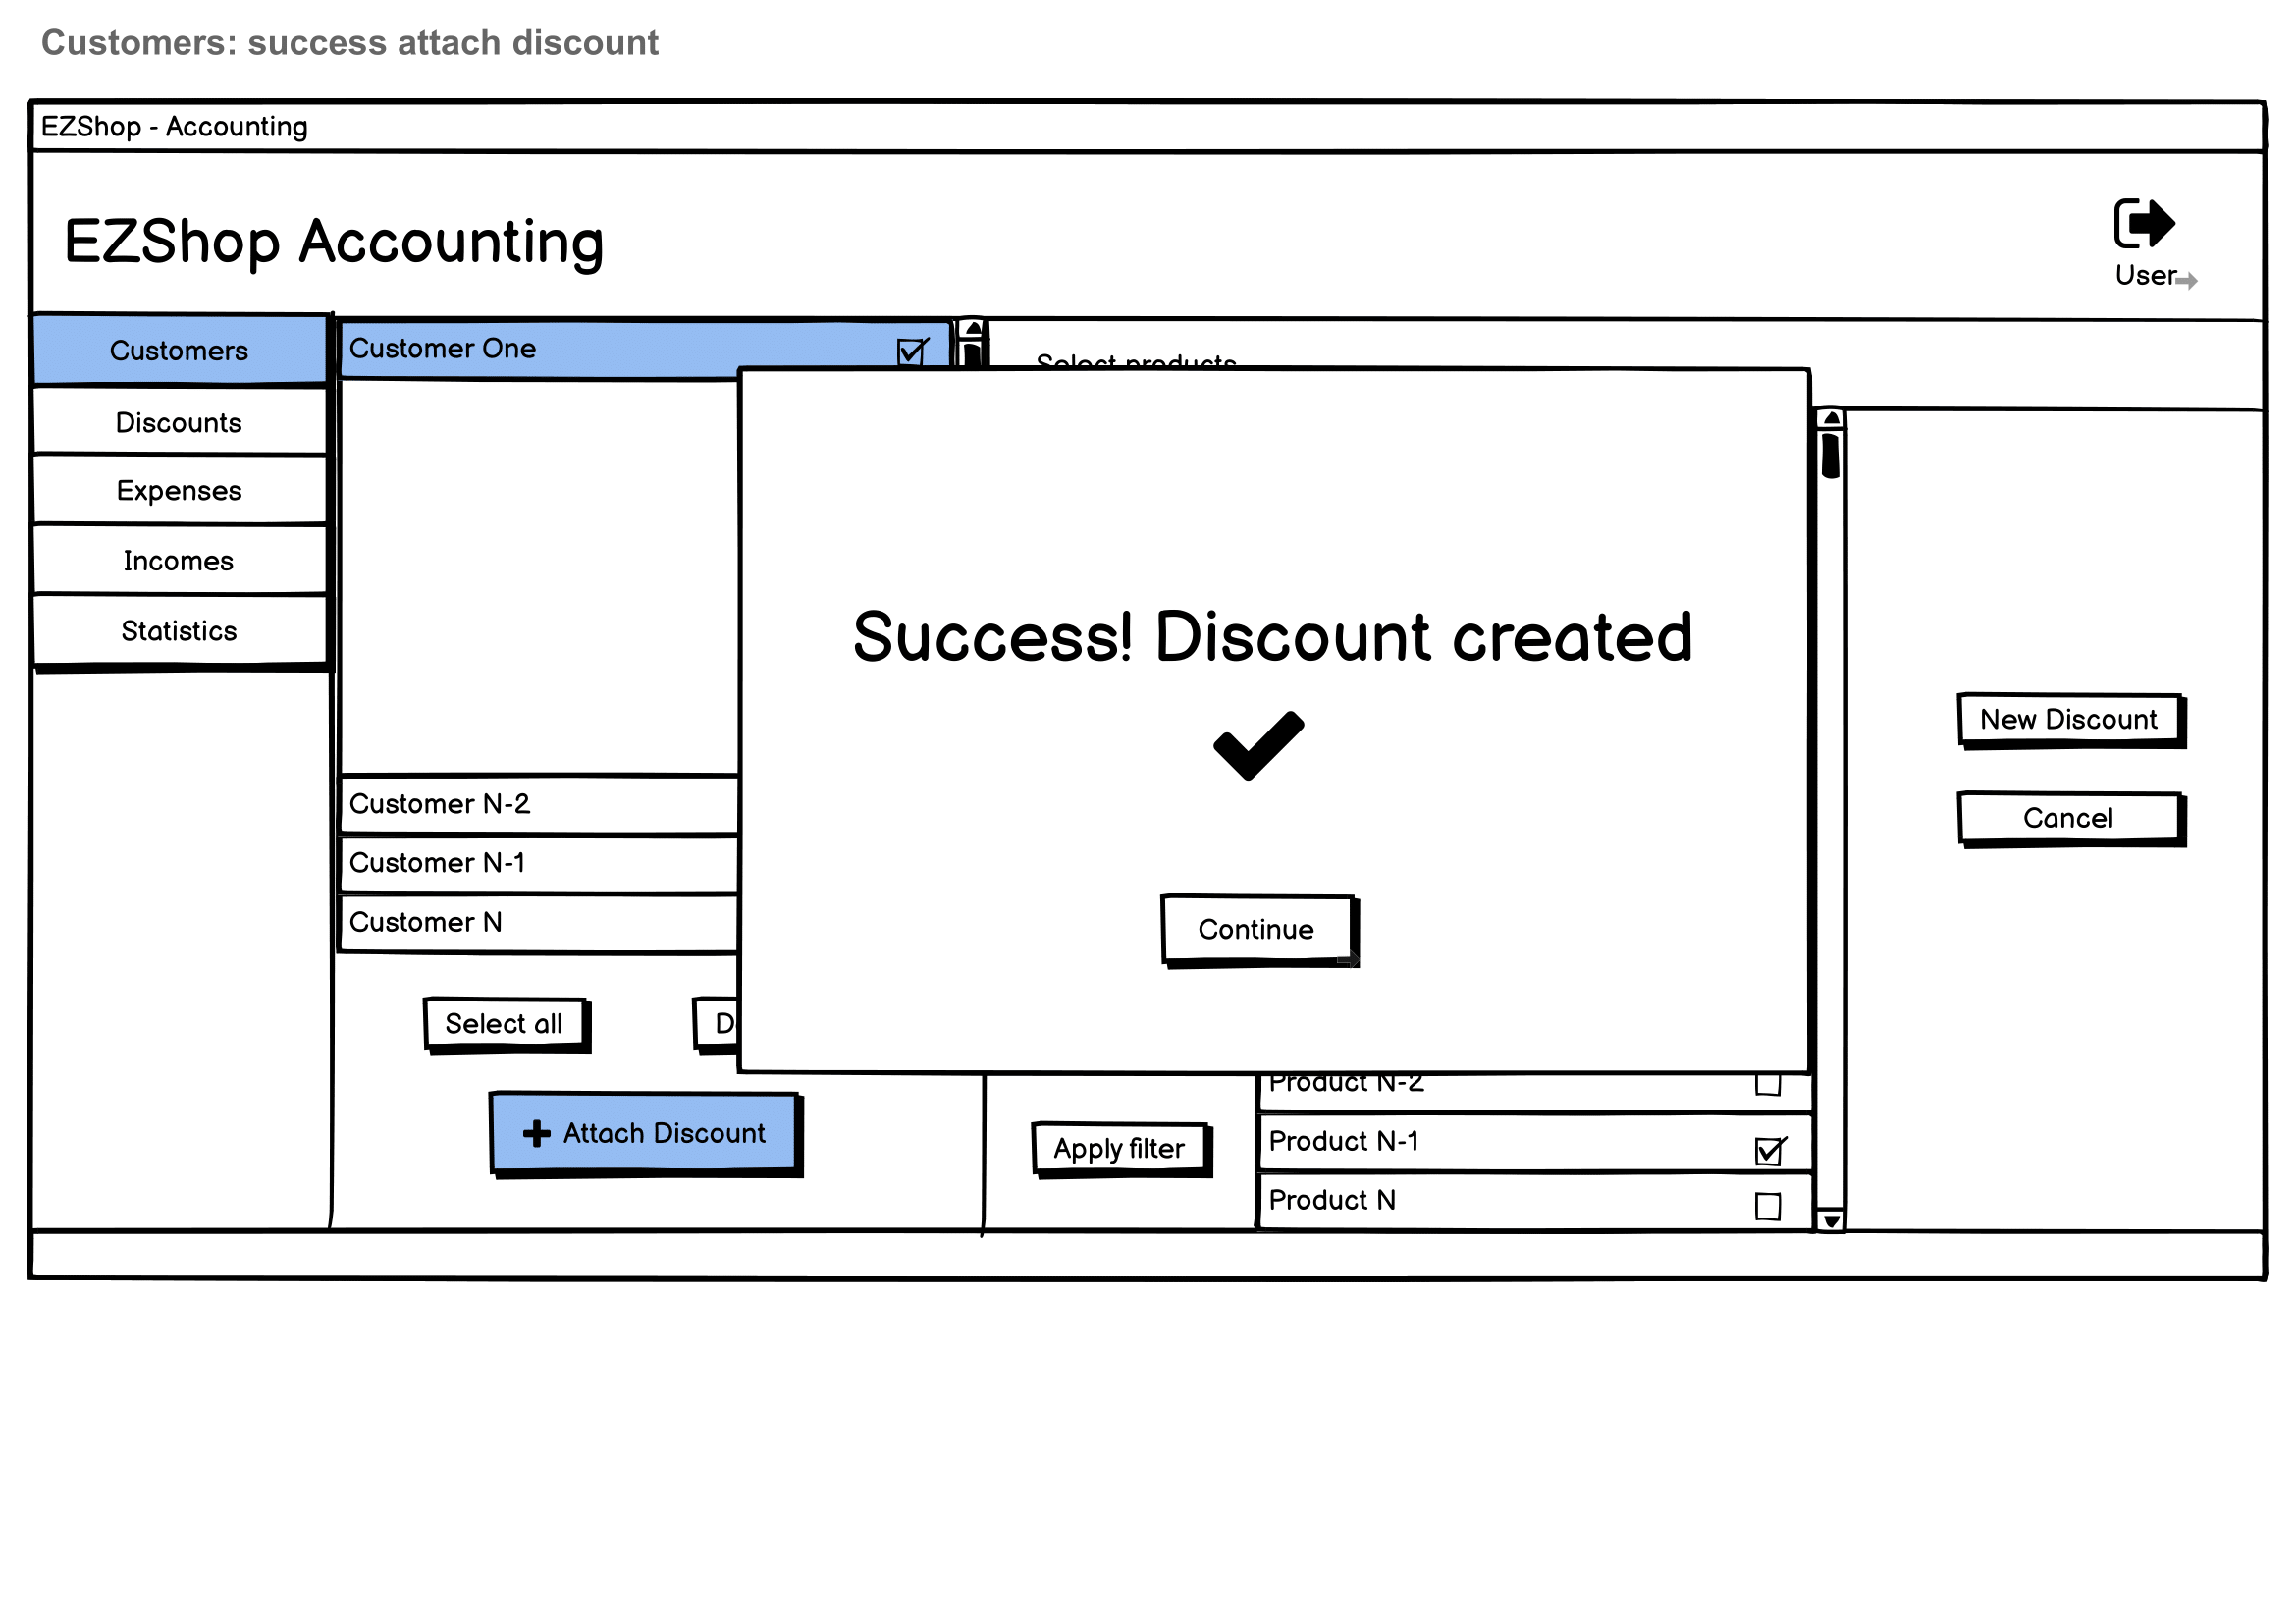 Customers: success attach discount
EZShop - Accounting
EZShop Accounting
User
Customers
Discounts
Expenses
Incomes
Statistics
Customer One
Select products
Success! Discount created
Continue
Customer N-2
Customer N-1
Customer N
Select all
D
Attach Discount
Apply filter
Product N-2
Product N-1
Product N
New Discount
Cancel